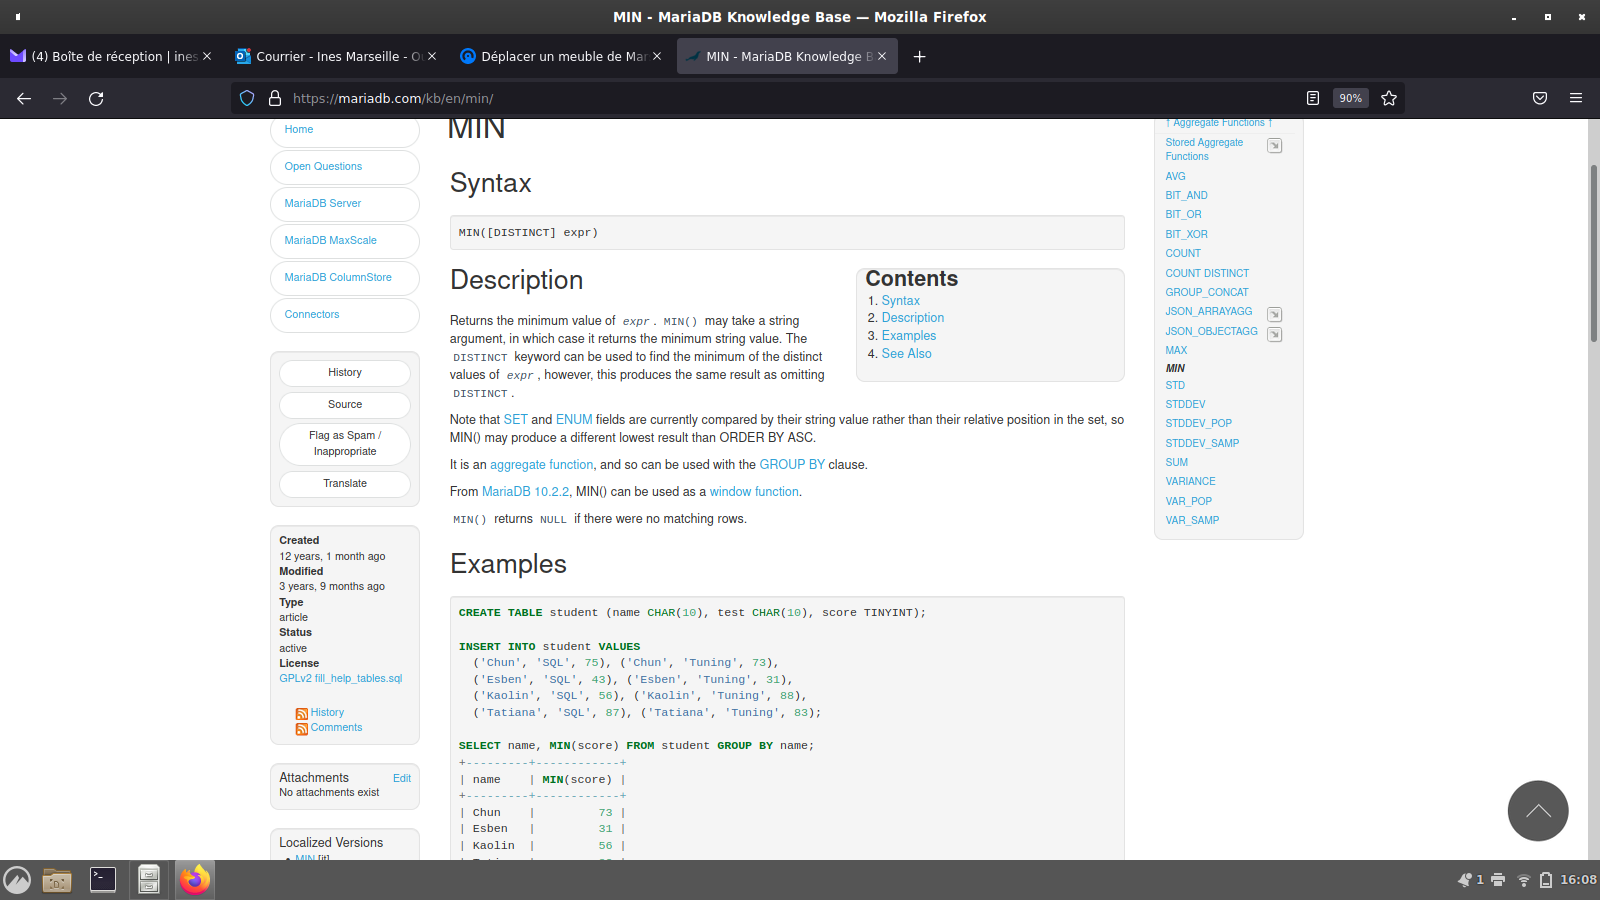 MIN - MariaDB Knowledge Base — Mozilla Firefox
(4) Boîte de réception | ines
Courrier - Ines Marseille - O
Déplacer un meuble de Mar
MIN - MariaDB Knowledge B
https://mariadb.com/kb/en/min/
90%
Home
Open Questions
MariaDB Server
MariaDB MaxScale
MariaDB ColumnStore
Connectors
History
Source
Flag as Spam /
Inappropriate
Translate
Created
12 years, 1 month ago
Modified
3 years, 9 months ago
Type
article
Status
active
License
GPLv2 fill_help_tables.sql
History
Comments
Attachments Edit
No attachments exist
Localized Versions
• MIN [it]
MIN
Syntax
MIN([DISTINCT] expr)
Description
Returns the minimum value of expr. MIN() may take a string
argument, in which case it returns the minimum string value. The
DISTINCT keyword can be used to find the minimum of the distinct
values of expr, however, this produces the same result as omitting
DISTINCT.
Contents
1. Syntax
2. Description
3. Examples
4. See Also
Note that SET and ENUM fields are currently compared by their string value rather than their relative position in the set, so
MIN() may produce a different lowest result than ORDER BY ASC.
It is an aggregate function, and so can be used with the GROUP BY clause.
From MariaDB 10.2.2, MIN() can be used as a window function.
MIN() returns NULL if there were no matching rows.
Examples
CREATE TABLE student (name CHAR(10), test CHAR(10), score TINYINT);
INSERT INTO student VALUES
('Chun', 'SQL', 75), ('Chun', 'Tuning', 73),
('Esben', 'SQL', 43), ('Esben', 'Tuning', 31),
('Kaolin', 'SQL', 56), ('Kaolin', 'Tuning', 88),
('Tatiana', 'SQL', 87), ('Tatiana', 'Tuning', 83);
SELECT name, MIN(score) FROM student GROUP BY name;
+---------+------------+
| name    | MIN(score) |
+---------+------------+
| Chun    |         73 |
| Esben   |         31 |
| Kaolin  |         56 |
↑ Aggregate Functions ↑
Stored Aggregate
Functions
AVG
BIT_AND
BIT_OR
BIT_XOR
COUNT
COUNT DISTINCT
GROUP_CONCAT
JSON_ARRAYAGG
JSON_OBJECTAGG
MAX
MIN
STD
STDDEV
STDDEV_POP
STDDEV_SAMP
SUM
VARIANCE
VAR_POP
VAR_SAMP
1
16:08